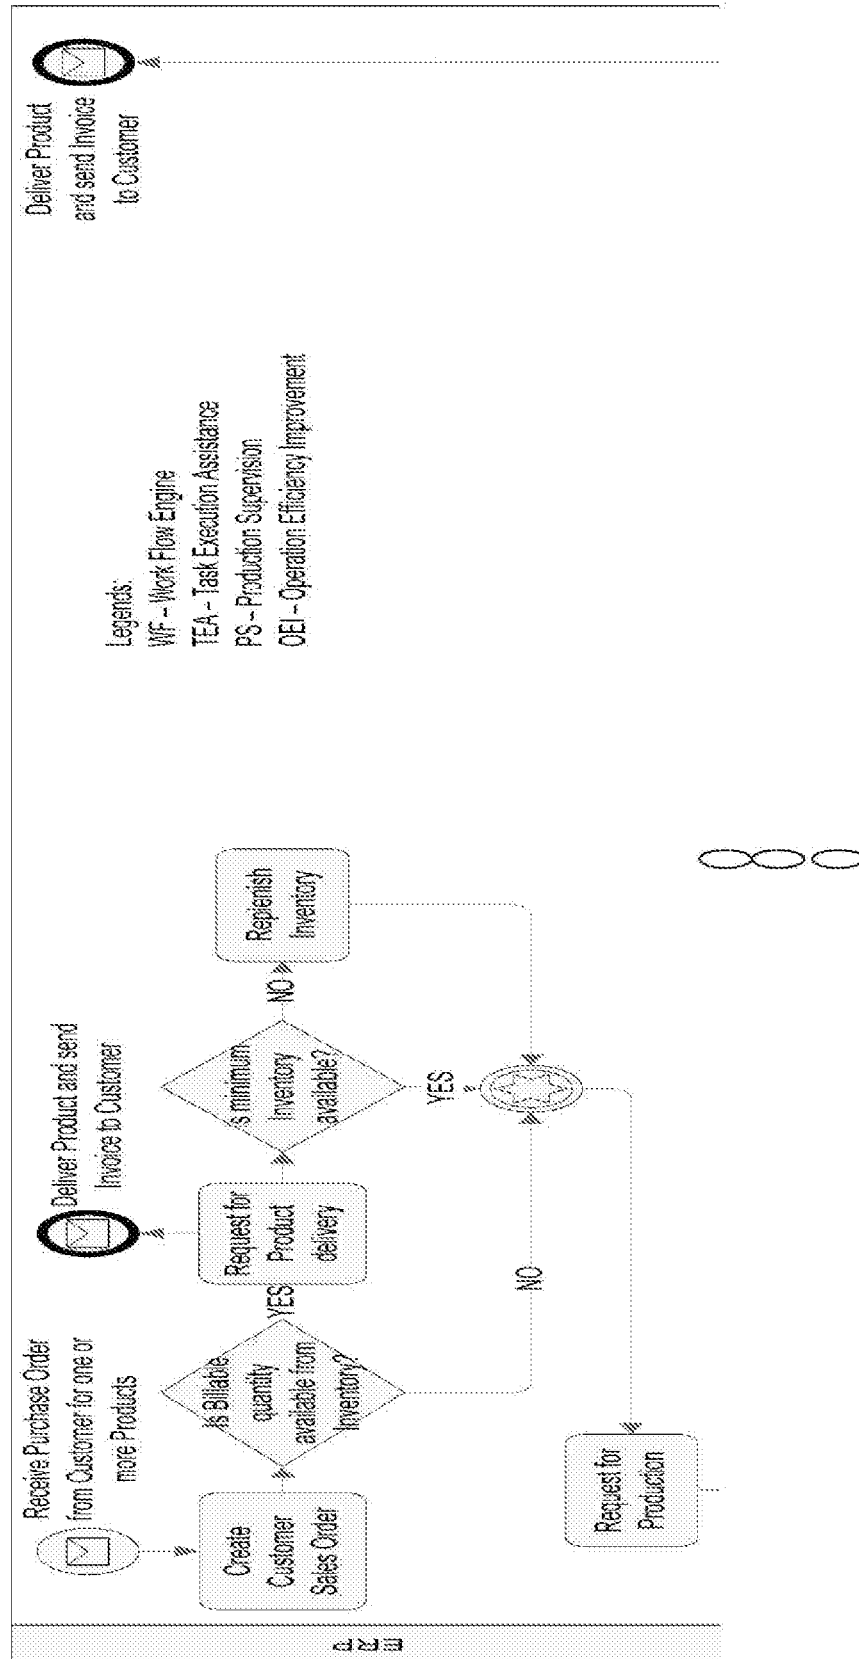 Receive Purchase Order
from Customer for one or
more Products
Deliver Product and send
Invoice to Customer
Deliver Product
and send Invoice
to Customer
Legends:
WF – Work Flow Engine
TEA – Task Execution Assistance
PS – Production Supervision
OEI – Operation Efficiency Improvement
Create
Customer
Sales Order
Is Billable
quantity
available from
Inventory?
YES
Request for
Product
delivery
Is minimum
Inventory
available?
NO
Replenish
Inventory
P
R
E
YES
NO
Request for
Production